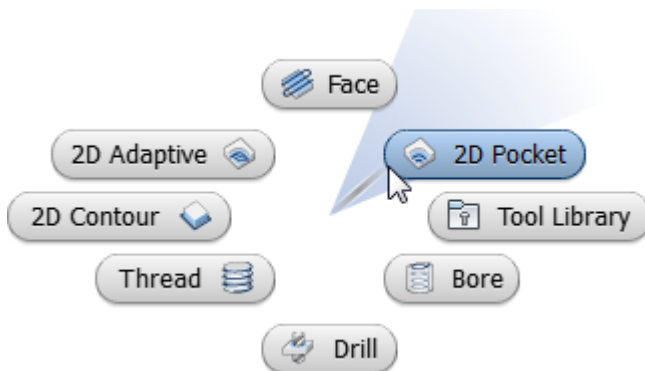 Face
2D Adaptive
2D Pocket
2D Contour
Tool Library
Thread
Bore
Drill